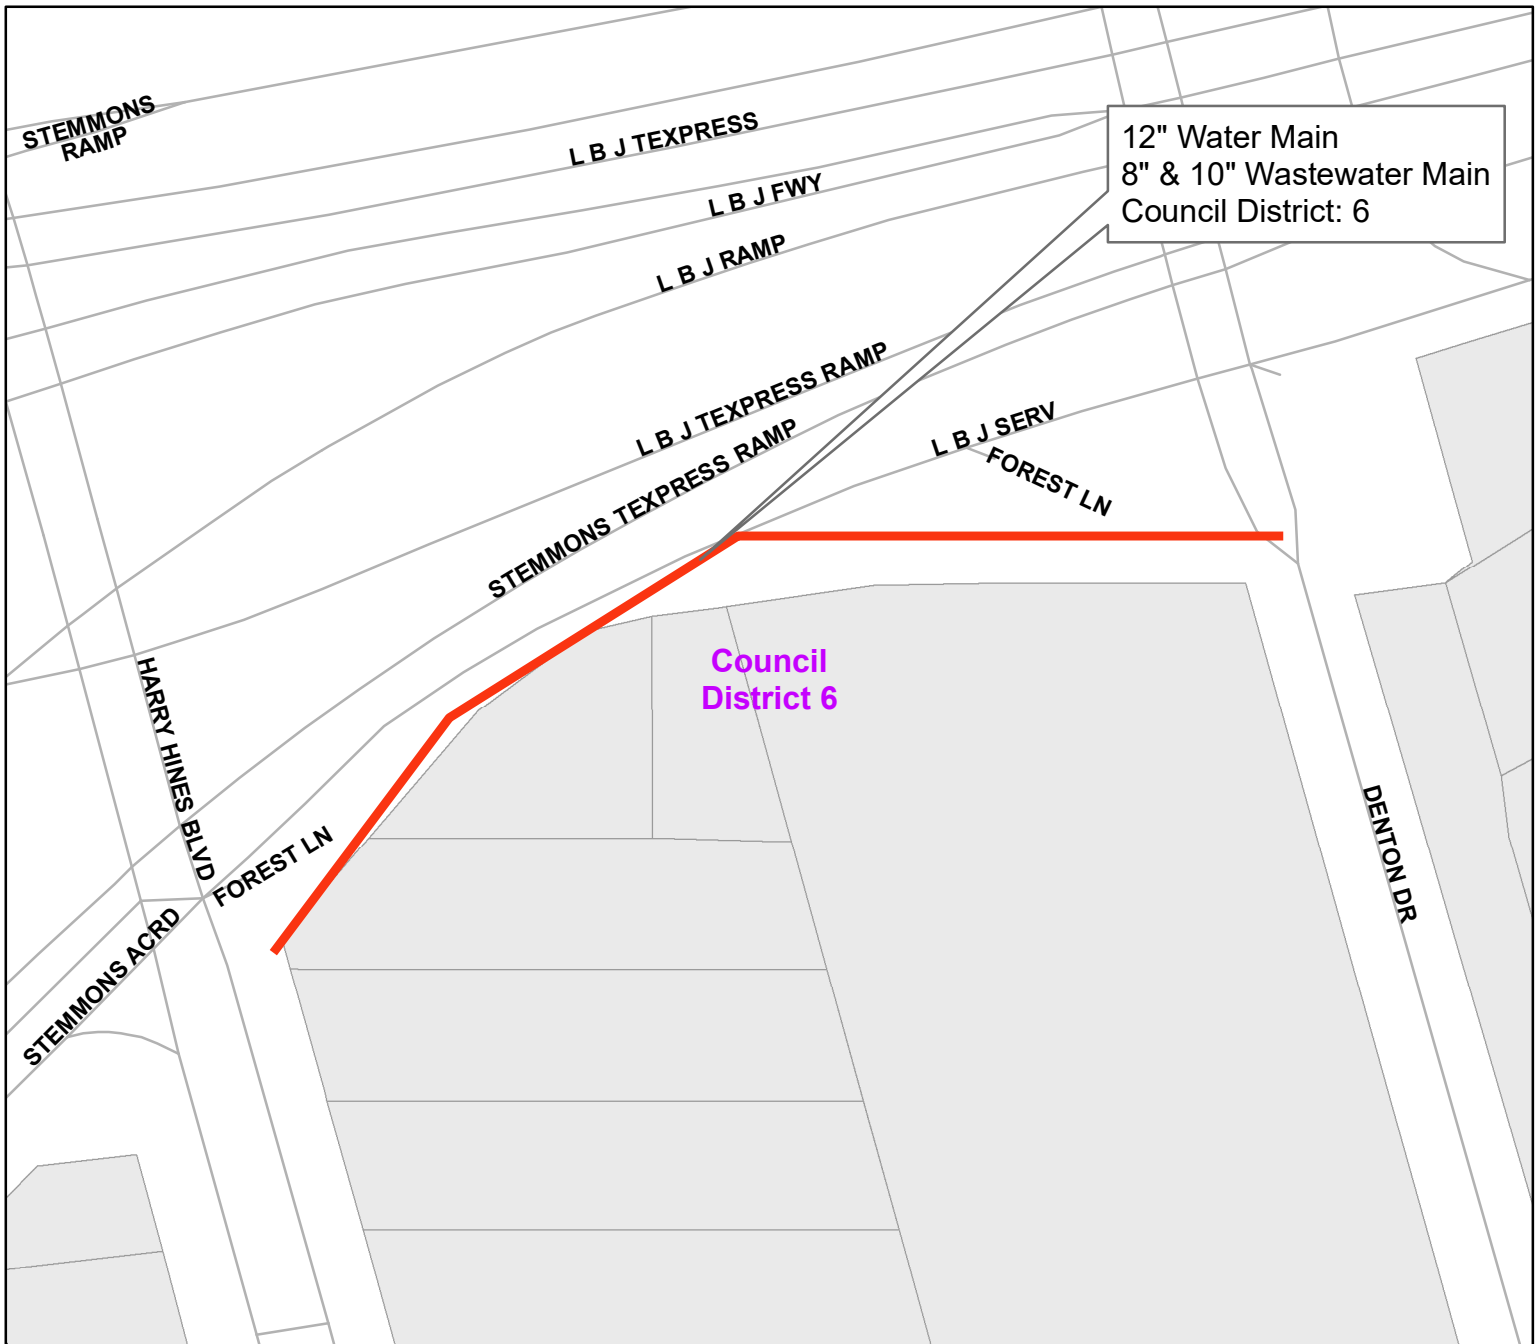 STEMMONS
RAMP
L B J TEXPRESS
12" Water Main
8" & 10" Wastewater Main
Council District: 6
L B J FWY
L B J RAMP
L B J TEXPRESS RAMP
STEMMONS TEXPRESS RAMP
L B J SERV
FOREST LN
Council
District 6
HARRY HINES BLVD
FOREST LN
DENTON DR
STEMMONS ACRD